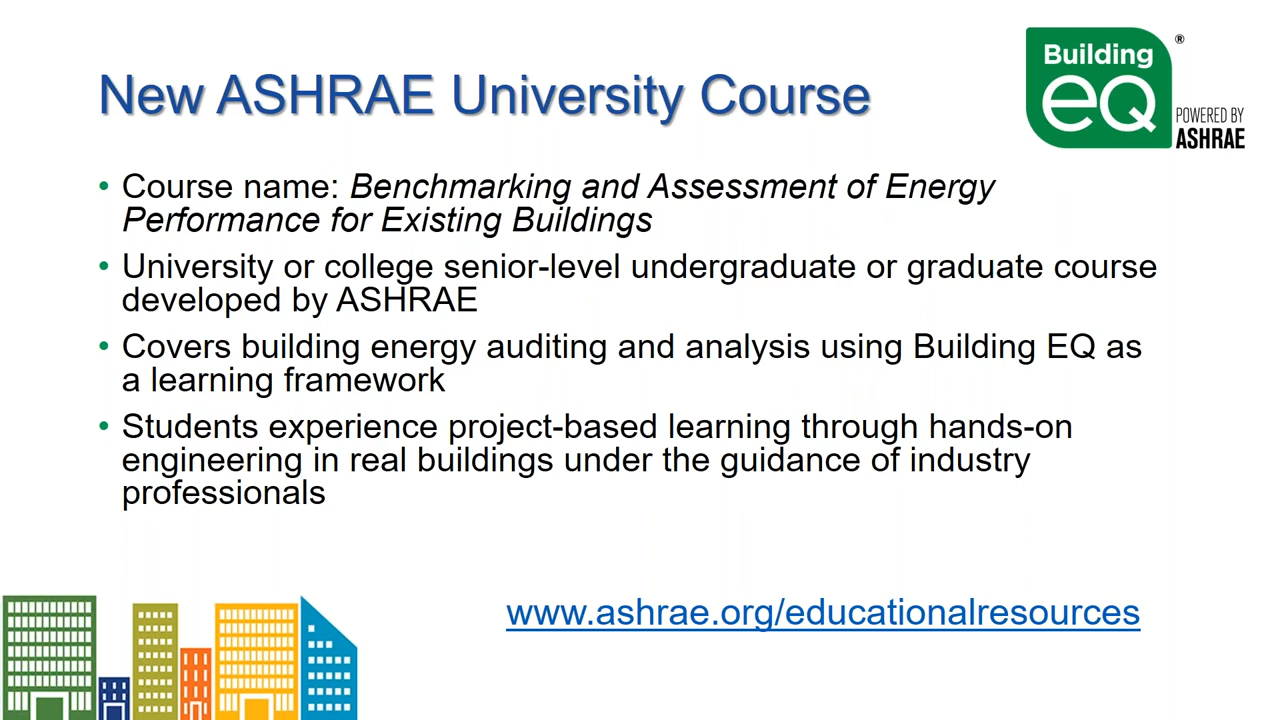 New ASHRAE University Course
Building
eQ
®
POWERED BY
ASHRAE
• Course name: Benchmarking and Assessment of Energy
Performance for Existing Buildings
• University or college senior-level undergraduate or graduate course
developed by ASHRAE
• Covers building energy auditing and analysis using Building EQ as
a learning framework
• Students experience project-based learning through hands-on
engineering in real buildings under the guidance of industry
professionals
www.ashrae.org/educationalresources